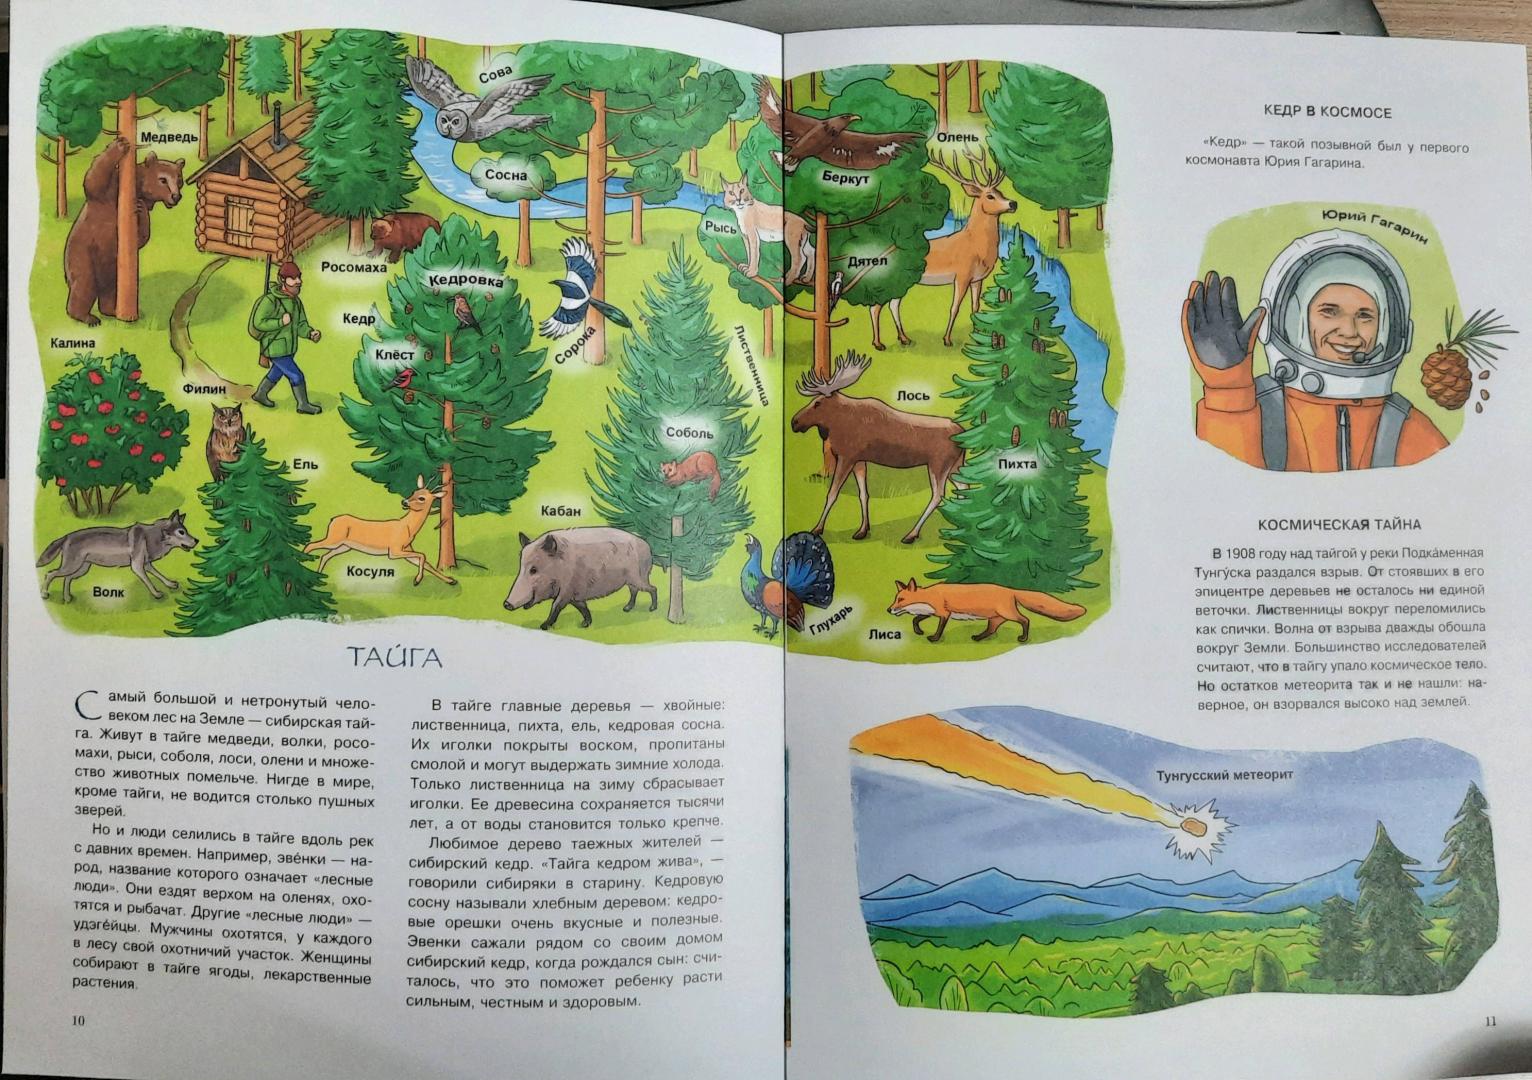 Медведь
Сова
Сосна
Росомаха
Кедровка
Кедр
Клёст
Сорока
Рысь
Лиственница
Калина
Филин
Ель
Соболь
Волк
Косуля
Кабан
Беркут
Олень
Дятел
Лось
Пихта
Глухарь
Лиса
ТАЙГА
Самый большой и нетронутый чело-
веком лес на Земле — сибирская тай-
га. Живут в тайге медведи, волки, росо-
махи, рыси, соболя, лоси, олени и множе-
ство животных помельче. Нигде в мире,
кроме тайги, не водится столько пушных
зверей.
Но и люди селились в тайге вдоль рек
с давних времен. Например, эве́нки — на-
род, название которого означает «лесные
люди». Они ездят верхом на оленях, охо-
тятся и рыбачат. Другие «лесные люди» —
удэге́йцы. Мужчины охотятся, у каждого
в лесу свой охотничий участок. Женщины
собирают в тайге ягоды, лекарственные
растения.
В тайге главные деревья — хвойные:
лиственница, пихта, ель, кедровая сосна.
Их иголки покрыты воском, пропитаны
смолой и могут выдержать зимние холода.
Только лиственница на зиму сбрасывает
иголки. Ее древесина сохраняется тысячи
лет, а от воды становится только крепче.
Любимое дерево таежных жителей —
сибирский кедр. «Тайга кедром жива», —
говорили сибиряки в старину. Кедровую
сосну называли хлебным деревом: кедро-
вые орешки очень вкусные и полезные.
Эвенки сажали рядом со своим домом
сибирский кедр, когда рождался сын: счи-
талось, что это поможет ребенку расти
сильным, честным и здоровым.
10
КЕДР В КОСМОСЕ
«Кедр» — такой позывной был у первого
космонавта Юрия Гагарина.
Юрий Гагарин
КОСМИЧЕСКАЯ ТАЙНА
В 1908 году над тайгой у реки Подка́менная
Тунгу́ска раздался взрыв. От стоявших в его
эпицентре деревьев не осталось ни единой
веточки. Лиственницы вокруг переломились
как спички. Волна от взрыва дважды обошла
вокруг Земли. Большинство исследователей
считают, что в тайгу упало космическое тело.
Но остатков метеорита так и не нашли: на-
верное, он взорвался высоко над землей.
Тунгусский метеорит
11